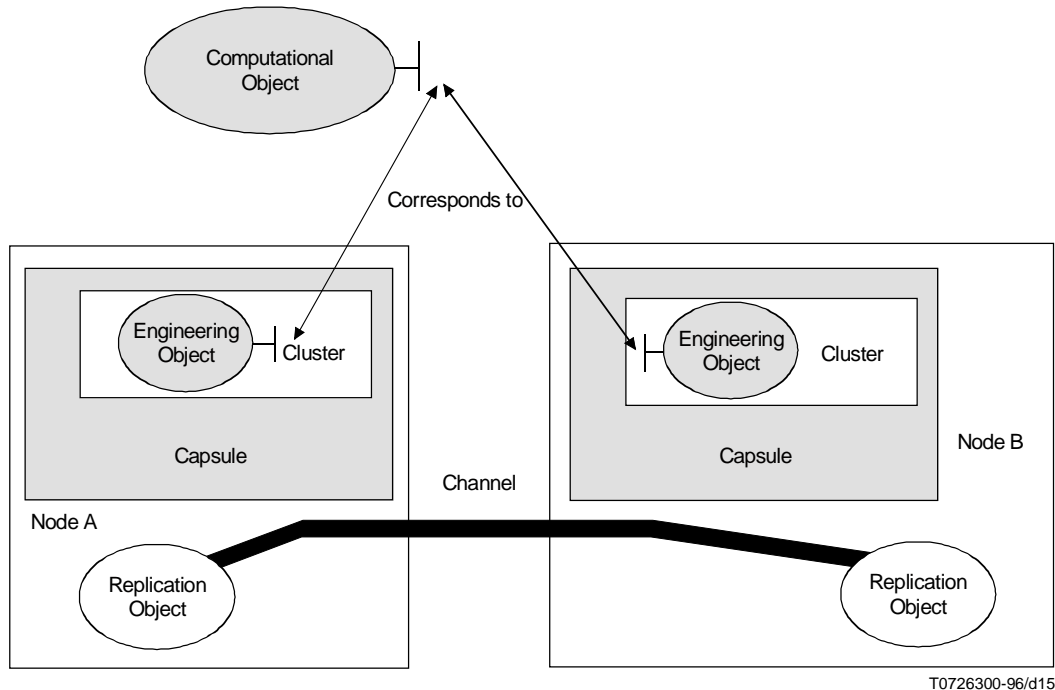 Computational
Object
Corresponds to
Engineering
Object
Cluster
Capsule
Node A
Replication
Object
Channel
Engineering
Object
Cluster
Capsule
Node B
Replication
Object
T0726300-96/d15